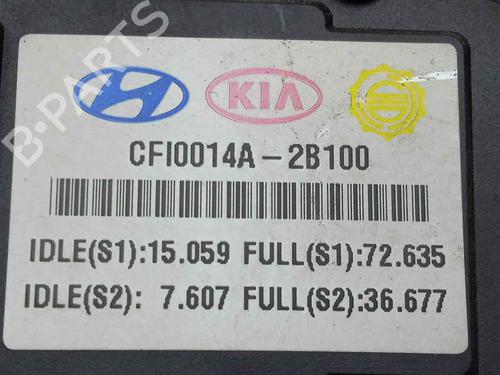 KIA
CFI0014A-2B100
IDLE(S1):15.059 FULL(S1):72.635
IDLE(S2): 7.607 FULL(S2):36.677
B-PARTS